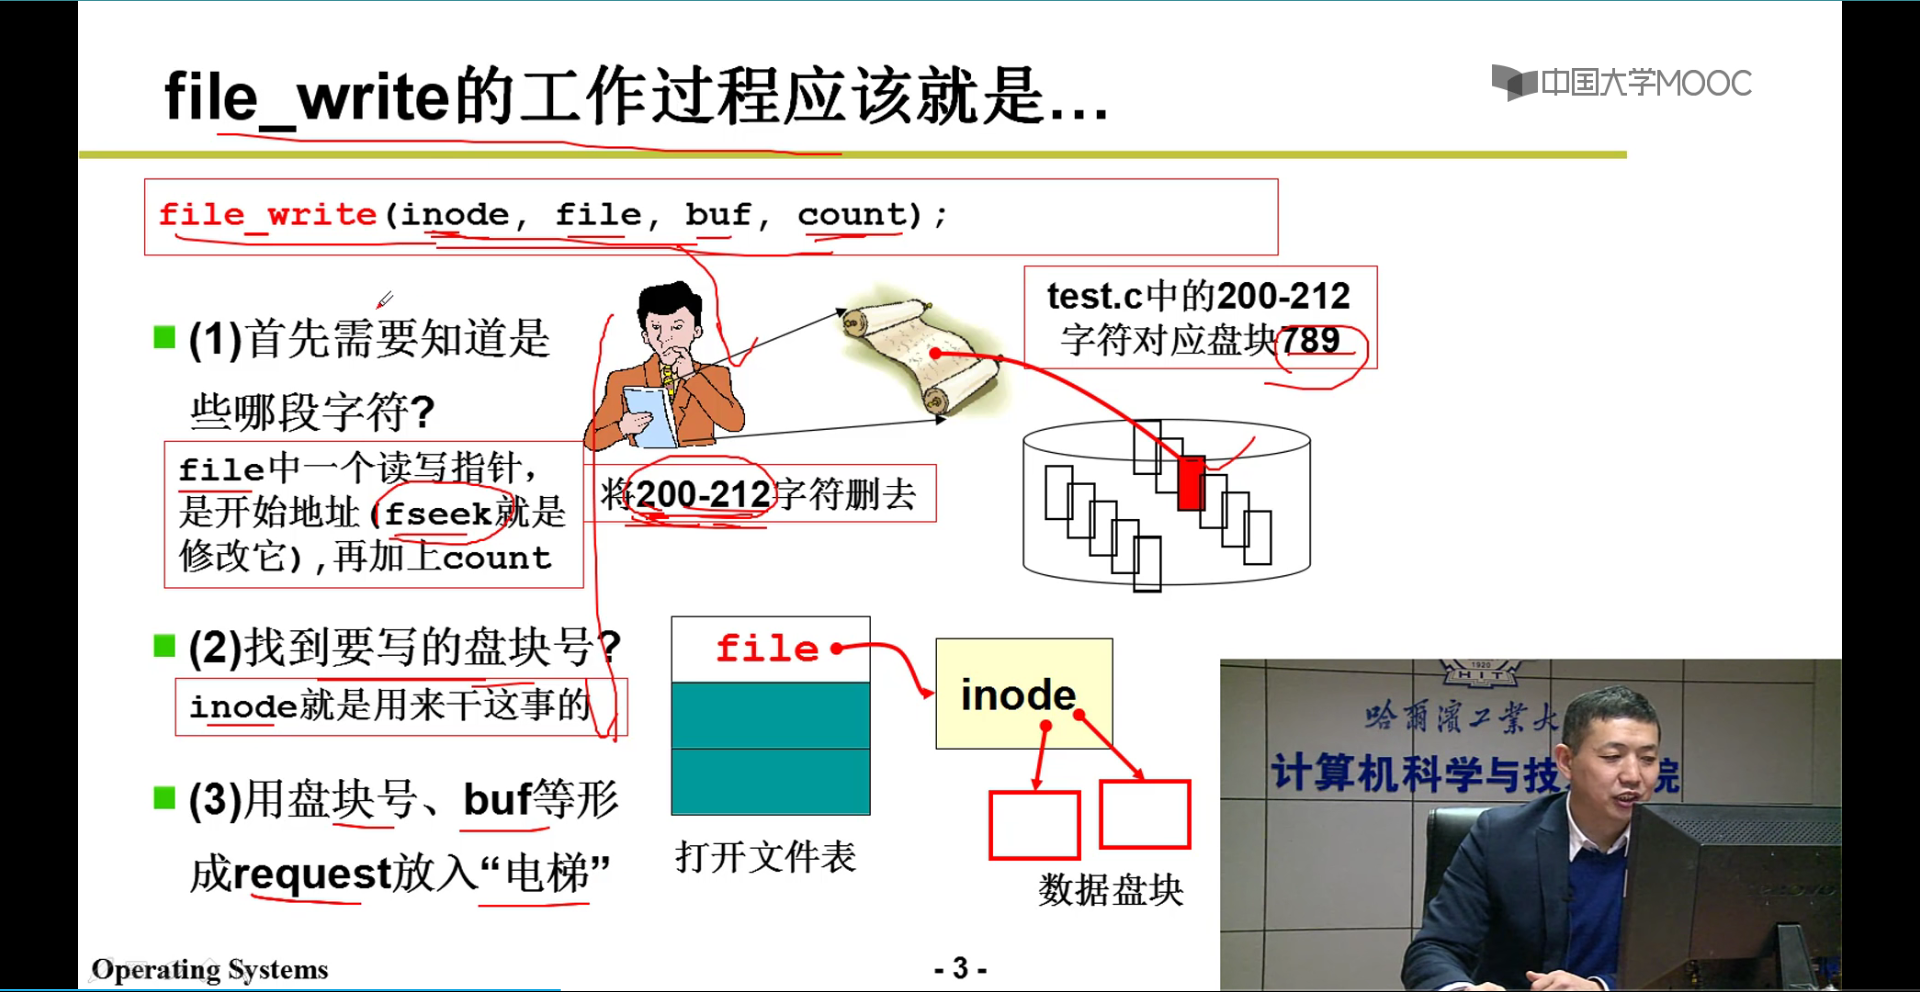 file_write的工作过程应该就是...
中国大学MOOC
file_write(inode, file, buf, count);
(1)首先需要知道是
些哪段字符?
file中一个读写指针,
是开始地址(fseek就是
修改它),再加上count
将200-212字符删去
test.c中的200-212
字符对应盘块789
(2)找到要写的盘块号?
inode就是用来干这事的
(3)用盘块号、buf等形
成request放入“电梯”
file
inode
打开文件表
数据盘块
1920
HIT
哈爾濱工業大
计算机科学与技
院
Operating Systems
- 3 -